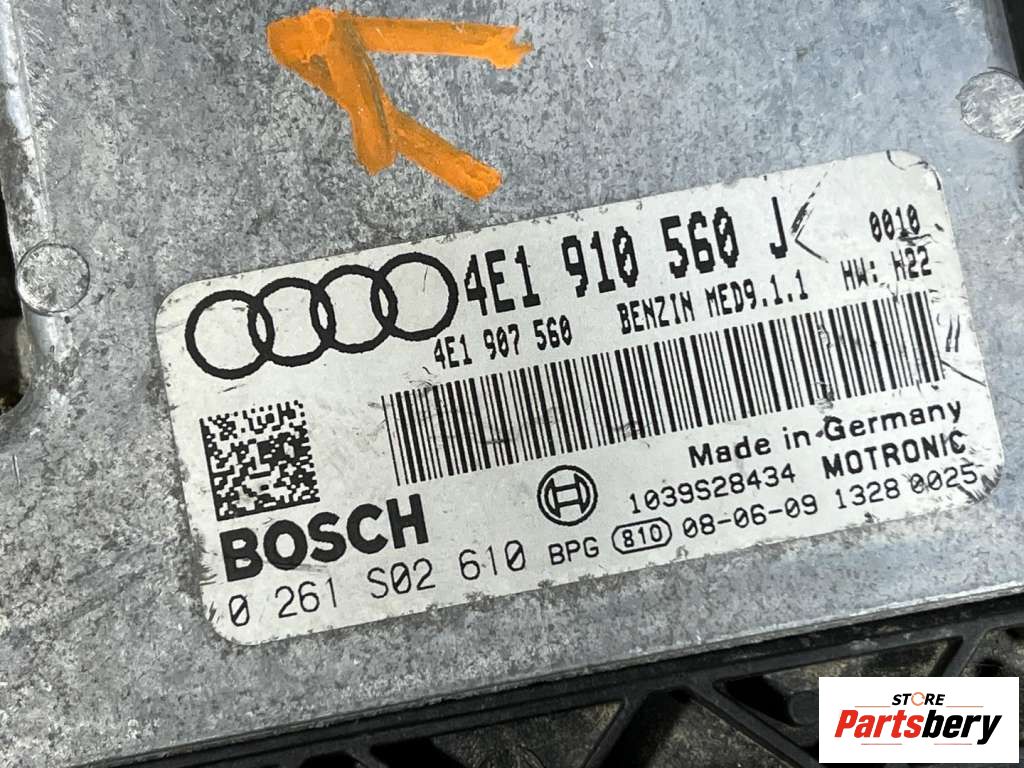 4E1 910 560 J
0010
4E1 907 560 BENZIN MED9.1.1 HW: H22
Made in Germany
BOSCH
1039S28434 MOTRONIC
0 261 S02 610 BPG 810 08-06-09 1328 0025
STORE
Partsbery